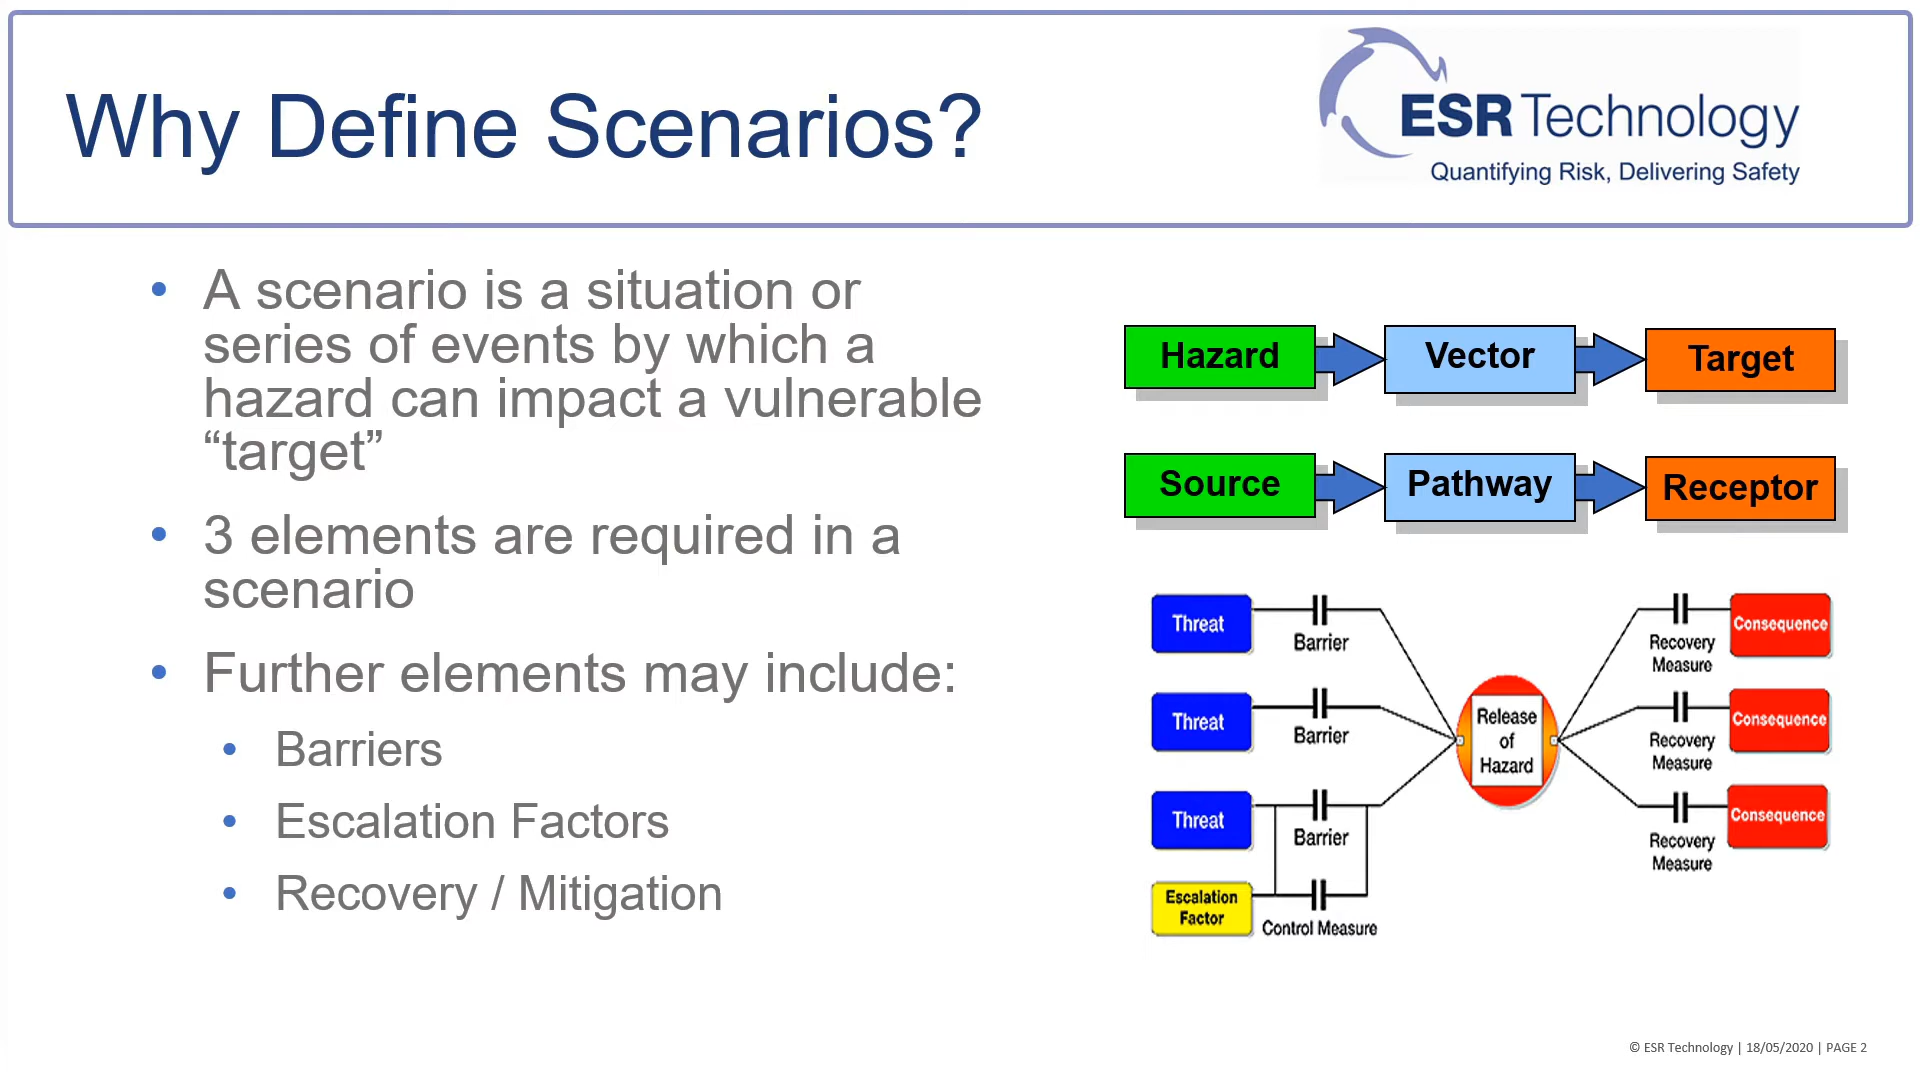 Why Define Scenarios?
ESR Technology
Quantifying Risk, Delivering Safety
• A scenario is a situation or
series of events by which a
hazard can impact a vulnerable
“target”
• 3 elements are required in a
scenario
• Further elements may include:
• Barriers
• Escalation Factors
• Recovery / Mitigation
Hazard
Vector
Target
Source
Pathway
Receptor
Threat
Barrier
Threat
Barrier
Threat
Barrier
Escalation
Factor
Control Measure
Release
of
Hazard
Recovery
Measure
Consequence
Recovery
Measure
Consequence
Recovery
Measure
Consequence
© ESR Technology | 18/05/2020 | PAGE 2